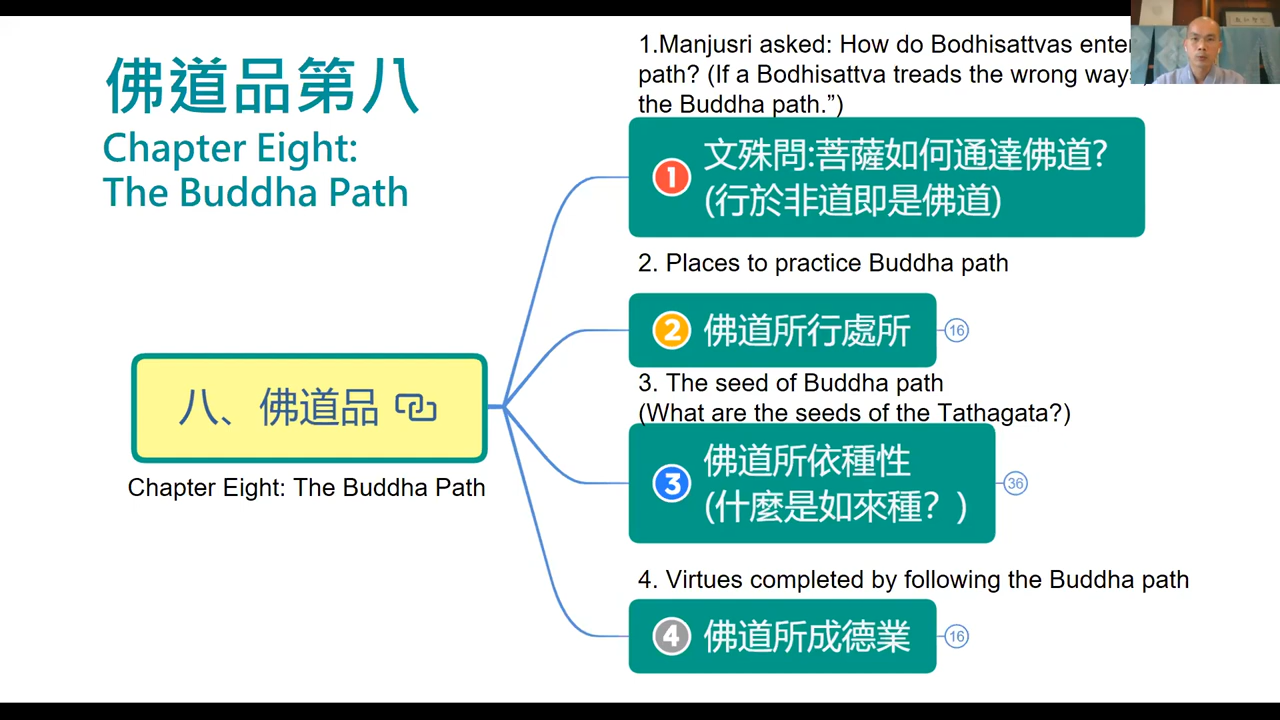 佛道品第八
Chapter Eight:
The Buddha Path
1.Manjusri asked: How do Bodhisattvas enter
path? (If a Bodhisattva treads the wrong ways
the Buddha path.”)
1 文殊問:菩薩如何通達佛道?
(行於非道即是佛道)
2. Places to practice Buddha path
2 佛道所行處所 16
3. The seed of Buddha path
(What are the seeds of the Tathagata?)
八、佛道品
Chapter Eight: The Buddha Path
3 佛道所依種性
(什麼是如來種？) 36
4. Virtues completed by following the Buddha path
4 佛道所成德業 16